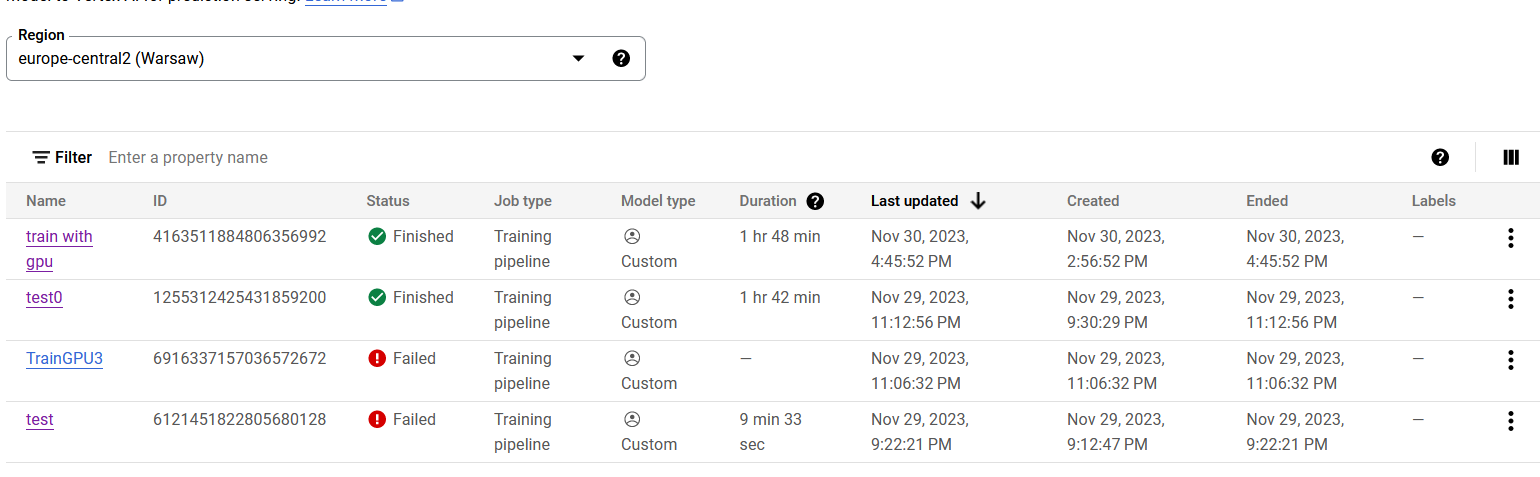 Region
europe-central2 (Warsaw)
Filter Enter a property name
Name ID Status Job type Model type Duration Last updated Created Ended Labels
train with 4163511884806356992 Finished Training 1 hr 48 min Nov 30, 2023, Nov 30, 2023, Nov 30, 2023, –
gpu pipeline Custom 4:45:52 PM 2:56:52 PM 4:45:52 PM
test0 1255312425431859200 Finished Training 1 hr 42 min Nov 29, 2023, Nov 29, 2023, Nov 29, 2023, –
pipeline Custom 11:12:56 PM 9:30:29 PM 11:12:56 PM
TrainGPU3 6916337157036572672 Failed Training – Nov 29, 2023, Nov 29, 2023, Nov 29, 2023, –
pipeline Custom 11:06:32 PM 11:06:32 PM 11:06:32 PM
test 6121451822805680128 Failed Training 9 min 33 Nov 29, 2023, Nov 29, 2023, Nov 29, 2023, –
pipeline Custom sec 9:22:21 PM 9:12:47 PM 9:22:21 PM